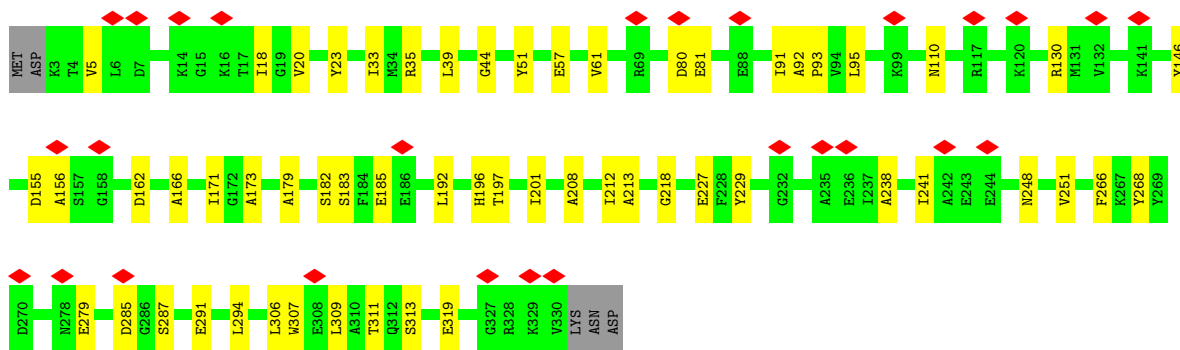 MET ASP K3 T4 V5 L6 D7 K14 G15 K16 T17 I18 G19 V20 Y23 I33 M34 R35 L39 G44 Y51 E57 V61 R69 D80 E81 E88 I91 A92 P93 V94 L95 K99 N110 R117 K120 R130 M131 V132 K141
D155 A156 S157 G158 D162 A166 I171 G172 A173 A179 S182 S183 F184 E185 E186 L192 H196 T197 I201 A208 I212 A213 G218 E227 F228 Y229 G232 A235 E236 I237 A238 I241 A242 E243 E244 N248 V251 F266 K267 Y268 Y269
D270 N278 E279 D285 G286 S287 E291 L294 L306 W307 E308 L309 A310 T311 Q312 S313 E319 G327 R328 K329 V330 LYS ASN ASP